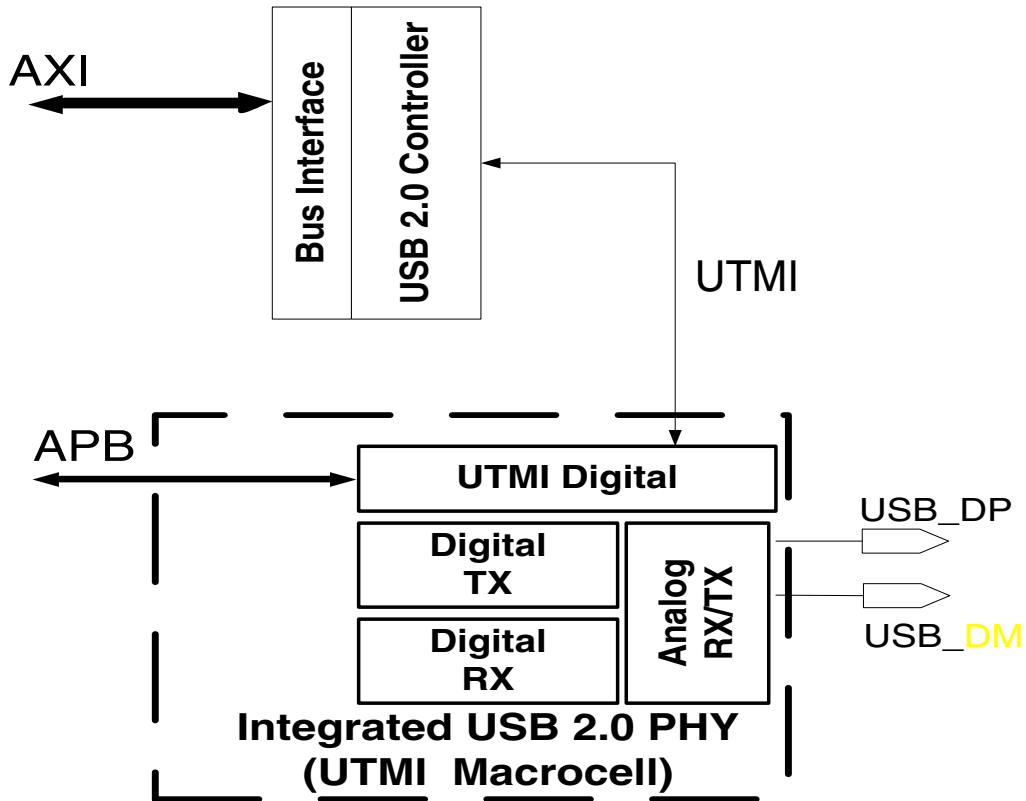 AXI
Bus Interface
USB 2.0 Controller
UTMI
APB
UTMI Digital
Digital
TX
Analog
RX/TX
Digital
RX
USB_DP
USB_DM
Integrated USB 2.0 PHY
(UTMI Macrocell)